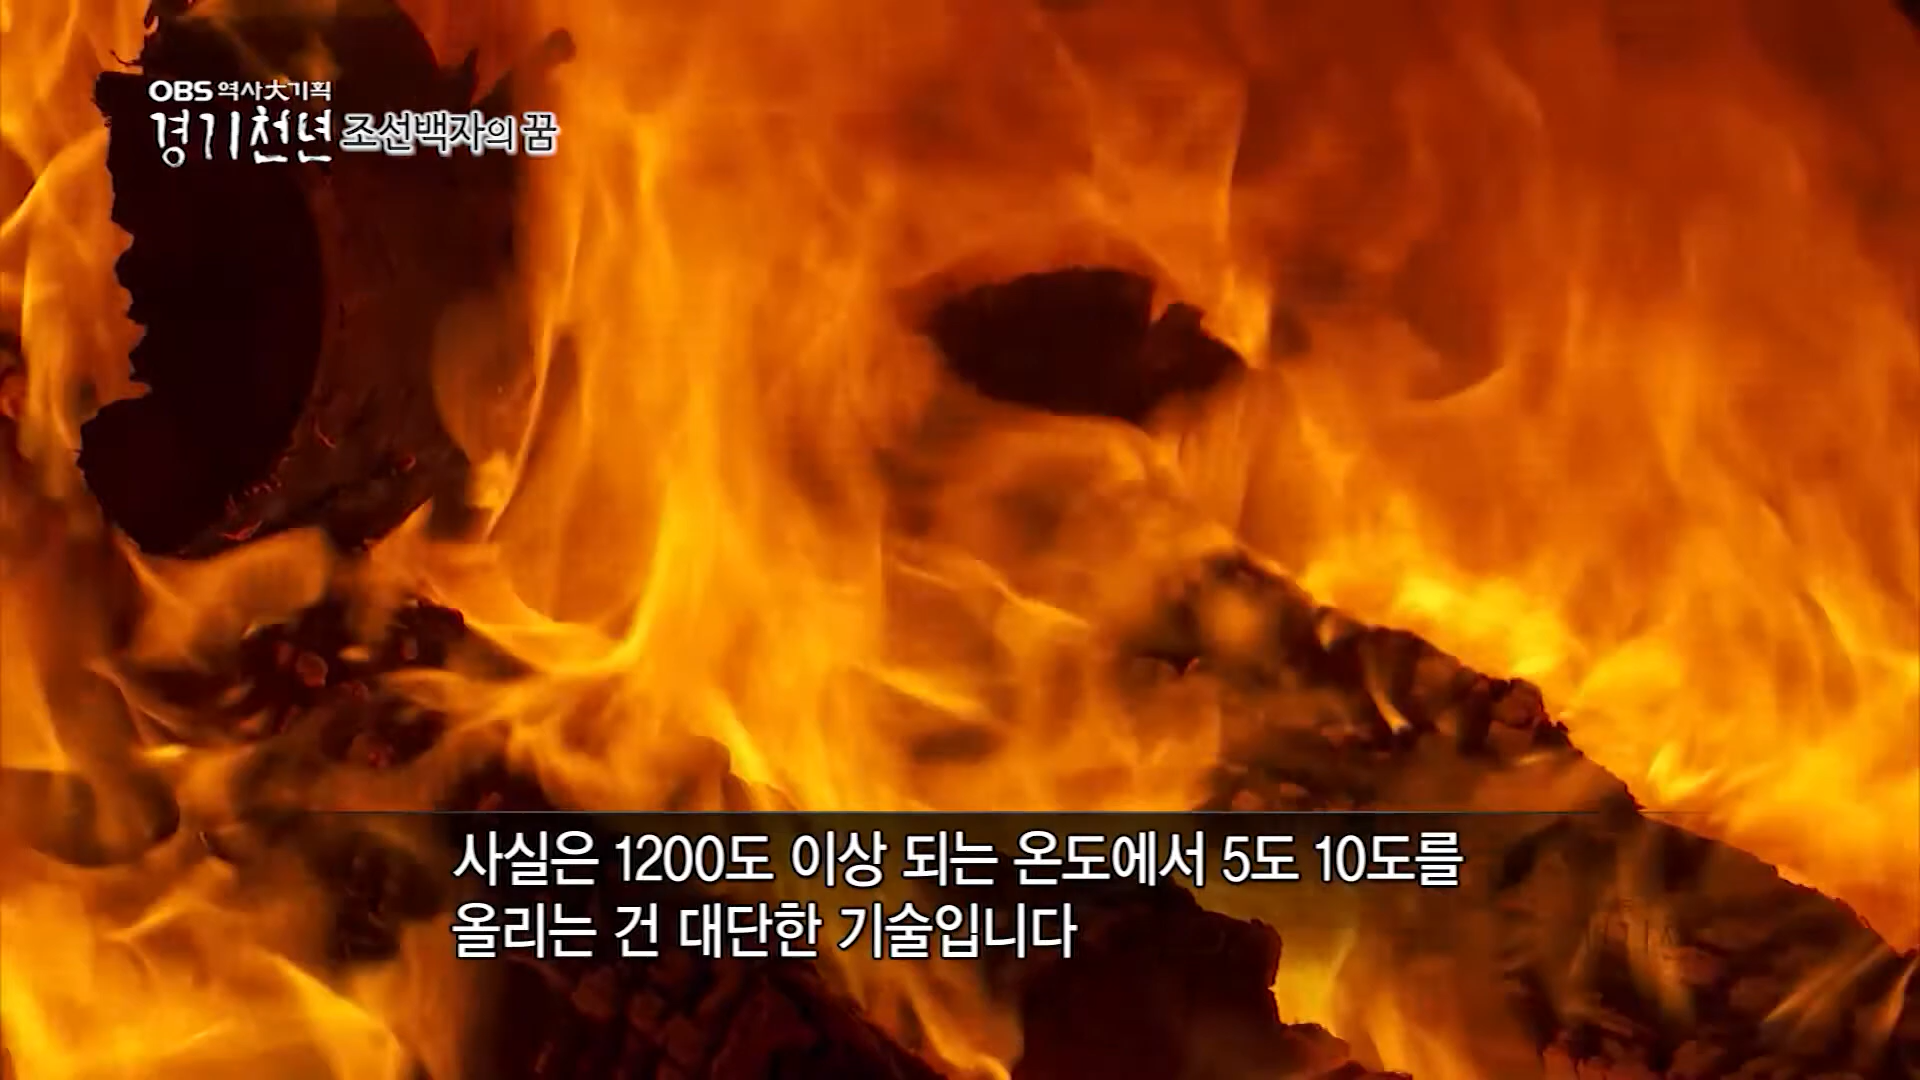 OBS 역사大기획
경기천년 조선백자의 꿈
사실은 1200도 이상 되는 온도에서 5도 10도를
올리는 건 대단한 기술입니다